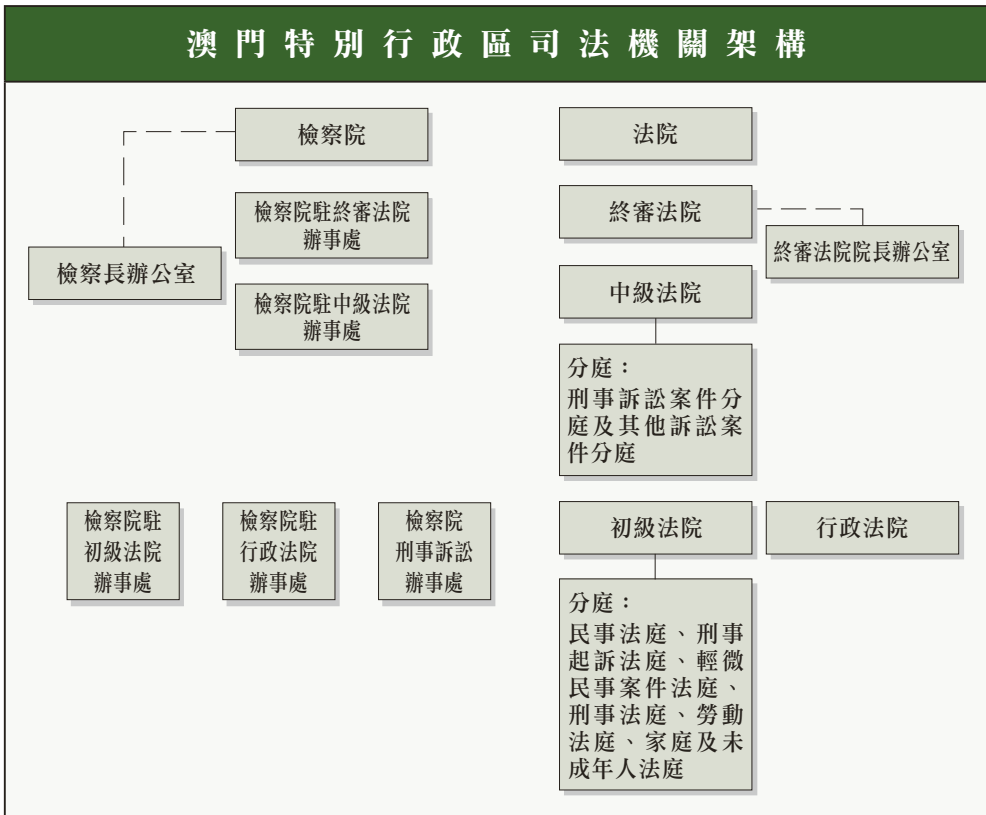 澳門特別行政區司法機關架構
檢察院
檢察院駐終審法院
辦事處
檢察長辦公室
檢察院駐中級法院
辦事處
檢察院駐
初級法院
辦事處
檢察院駐
行政法院
辦事處
檢察院
刑事訴訟
辦事處
法院
終審法院
終審法院院長辦公室
中級法院
分庭：
刑事訴訟案件分
庭及其他訴訟案
件分庭
初級法院
行政法院
分庭：
民事法庭、刑事
起訴法庭、輕微
民事案件法庭、
刑事法庭、勞動
法庭、家庭及未
成年人法庭